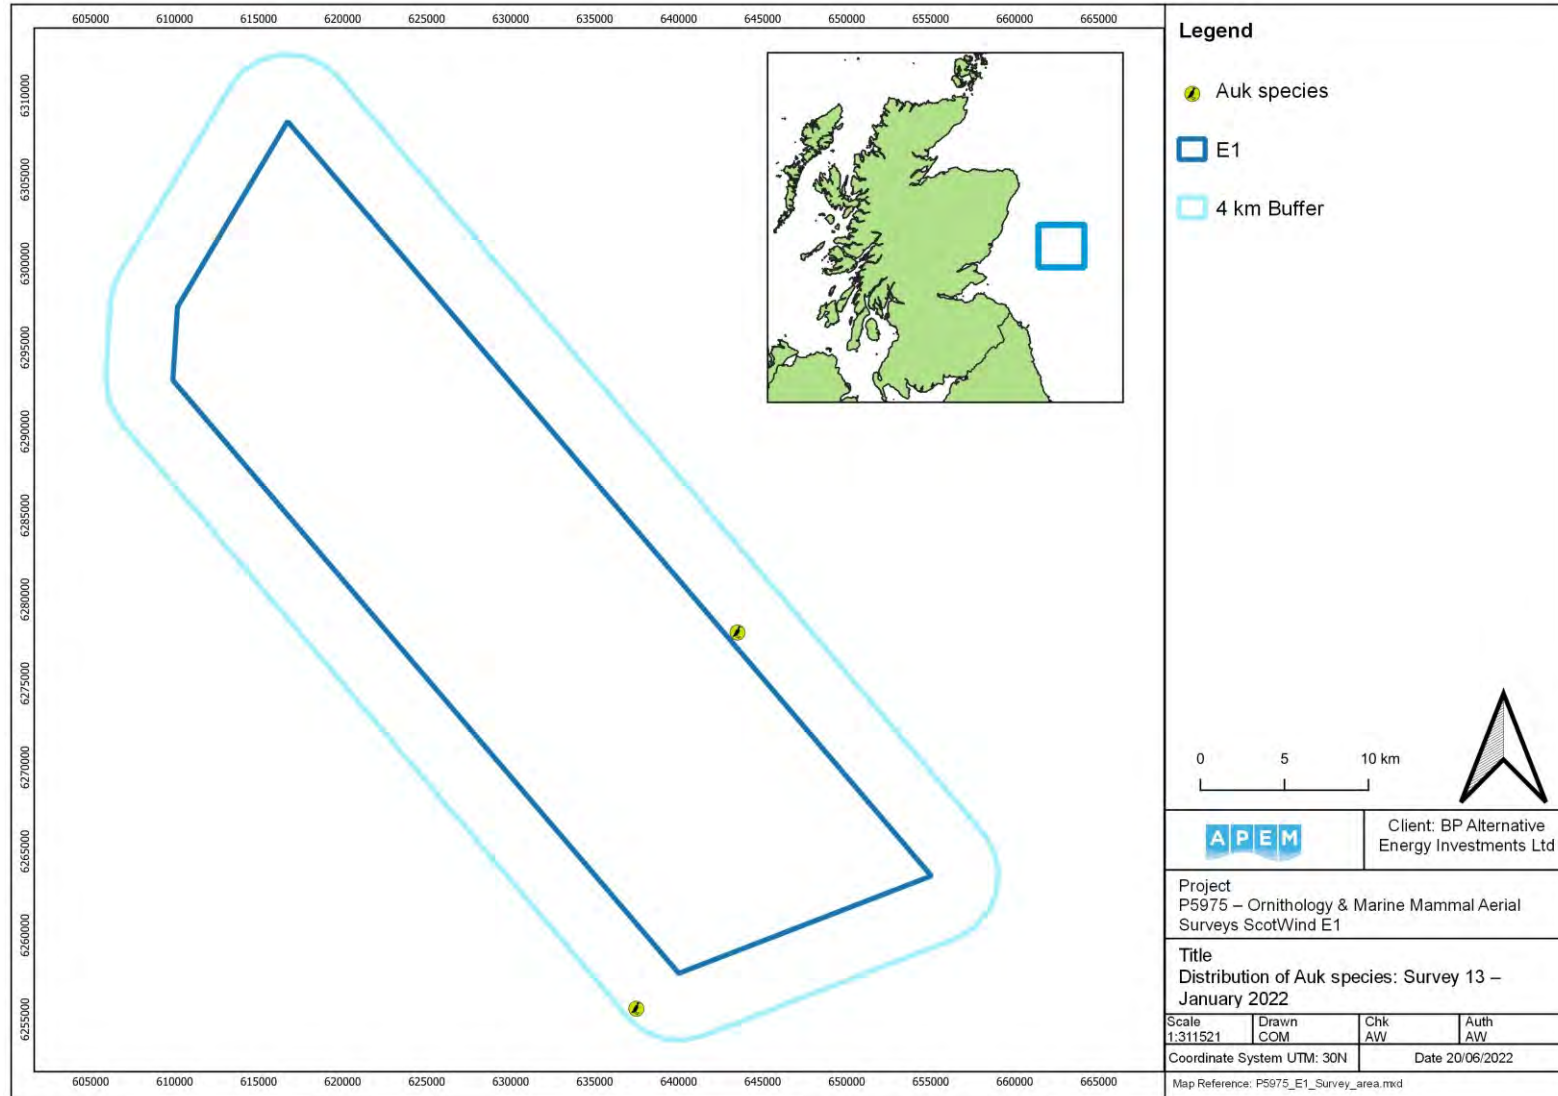 605000 610000 615000 620000 625000 630000 635000 640000 645000 650000 655000 660000 665000
6310000
6305000
6300000
6295000
6290000
6285000
6280000
6275000
6270000
6265000
6260000
6255000
605000 610000 615000 620000 625000 630000 635000 640000 645000 650000 655000 660000 665000
Legend
Auk species
E1
4 km Buffer
0 5 10 km
APEM
Client: BP Alternative
Energy Investments Ltd
Project
P5975 – Ornithology & Marine Mammal Aerial
Surveys ScotWind E1
Title
Distribution of Auk species: Survey 13 –
January 2022
Scale Drawn Chk Auth
1:311521 COM AW AW
Coordinate System UTM: 30N Date 20/06/2022
Map Reference: P5975_E1_Survey_area.mxd